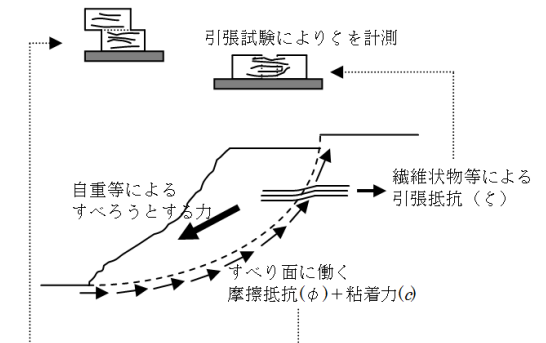 引張試験によりζを計測
繊維状物等による
引張抵抗（ζ）
自重等による
すべろうとする力
すべり面に働く
摩擦抵抗(φ)＋粘着力(c)